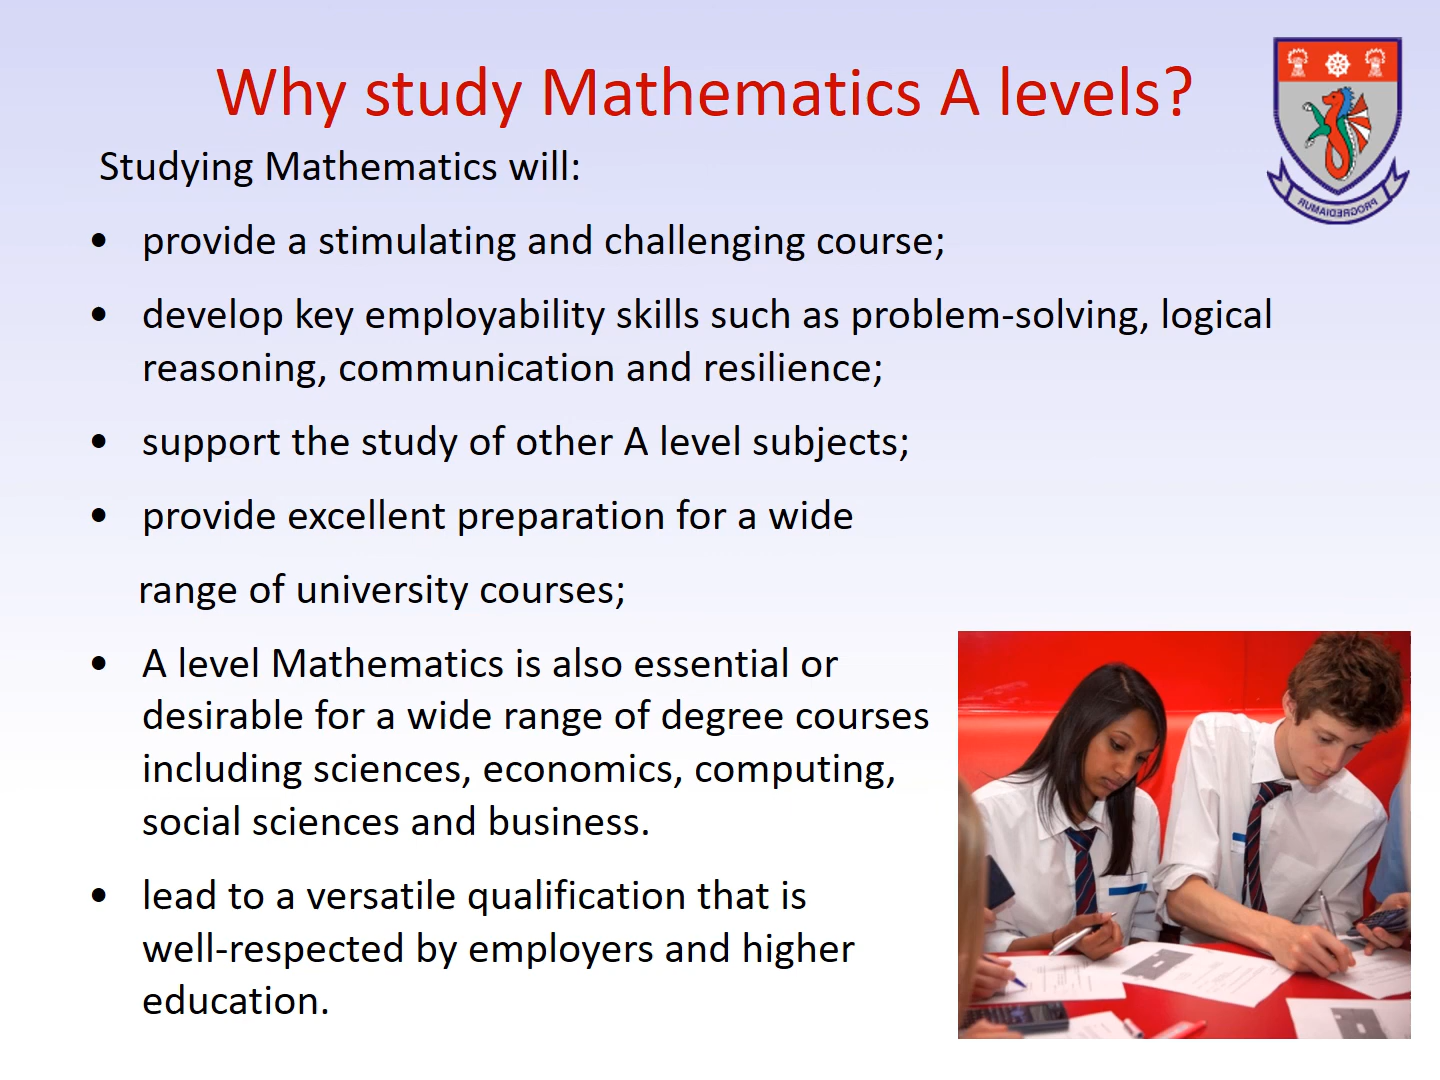 Why study Mathematics A levels?
PROGREDIAMUR
Studying Mathematics will:
• provide a stimulating and challenging course;
• develop key employability skills such as problem-solving, logical
reasoning, communication and resilience;
• support the study of other A level subjects;
• provide excellent preparation for a wide
range of university courses;
• A level Mathematics is also essential or
desirable for a wide range of degree courses
including sciences, economics, computing,
social sciences and business.
• lead to a versatile qualification that is
well-respected by employers and higher
education.